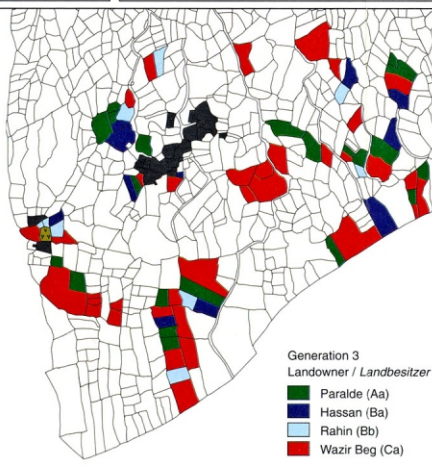 Generation 3
Landowner / Landbesitzer
Paralde (Aa)
Hassan (Ba)
Rahin (Bb)
Wazir Beg (Ca)